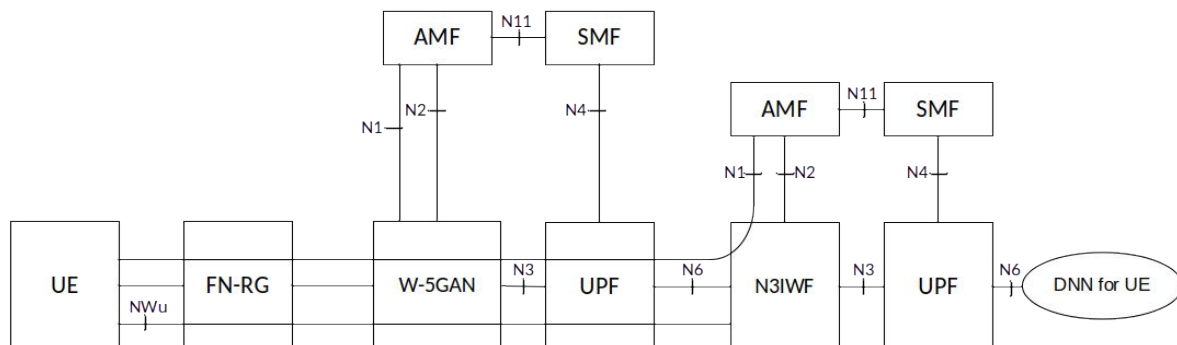 N11
AMF
SMF
N2
N4
N1
N11
AMF
SMF
N1
N2
N4
UE
FN-RG
W-5GAN
N3
UPF
N6
N3IWF
N3
UPF
N6
DNN for UE
NWu